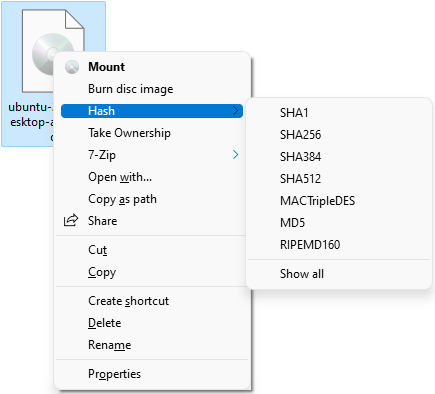 ubuntu-
esktop-a
Mount
Burn disc image
Hash
Take Ownership
7-Zip
Open with...
Copy as path
Share
Cut
Copy
Create shortcut
Delete
Rename
Properties
SHA1
SHA256
SHA384
SHA512
MACTripleDES
MD5
RIPEMD160
Show all